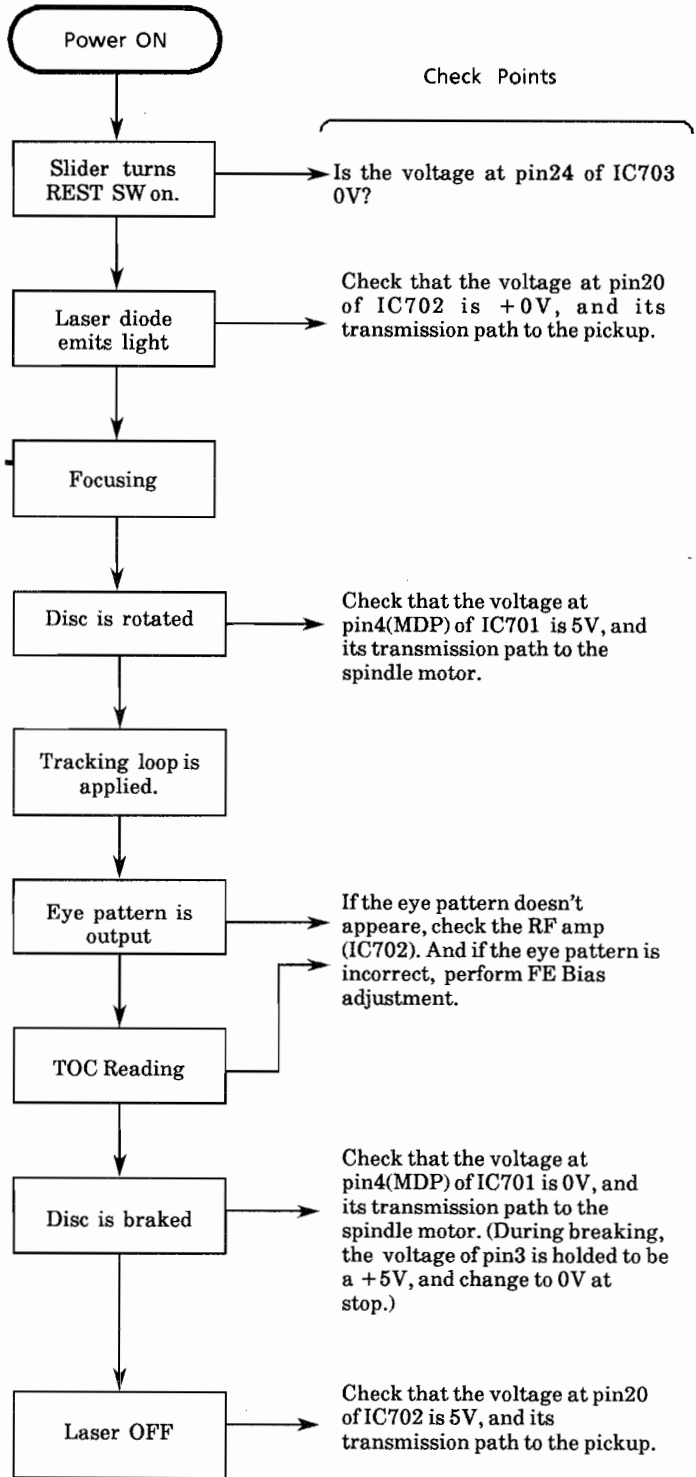 Power ON
Check Points
Slider turns
REST SW on.
Is the voltage at pin24 of IC703
0V?
Laser diode
emits light
Check that the voltage at pin20
of IC702 is +0V, and its
transmission path to the pickup.
Focusing
Disc is rotated
Check that the voltage at
pin4(MDP) of IC701 is 5V, and
its transmission path to the
spindle motor.
Tracking loop is
applied.
Eye pattern is
output
If the eye pattern doesn't
appeare, check the RF amp
(IC702). And if the eye pattern is
incorrect, perform FE Bias
adjustment.
TOC Reading
Disc is braked
Check that the voltage at
pin4(MDP) of IC701 is 0V, and
its transmission path to the
spindle motor. (During breaking,
the voltage of pin3 is holded to be
a +5V, and change to 0V at
stop.)
Laser OFF
Check that the voltage at pin20
of IC702 is 5V, and its
transmission path to the pickup.